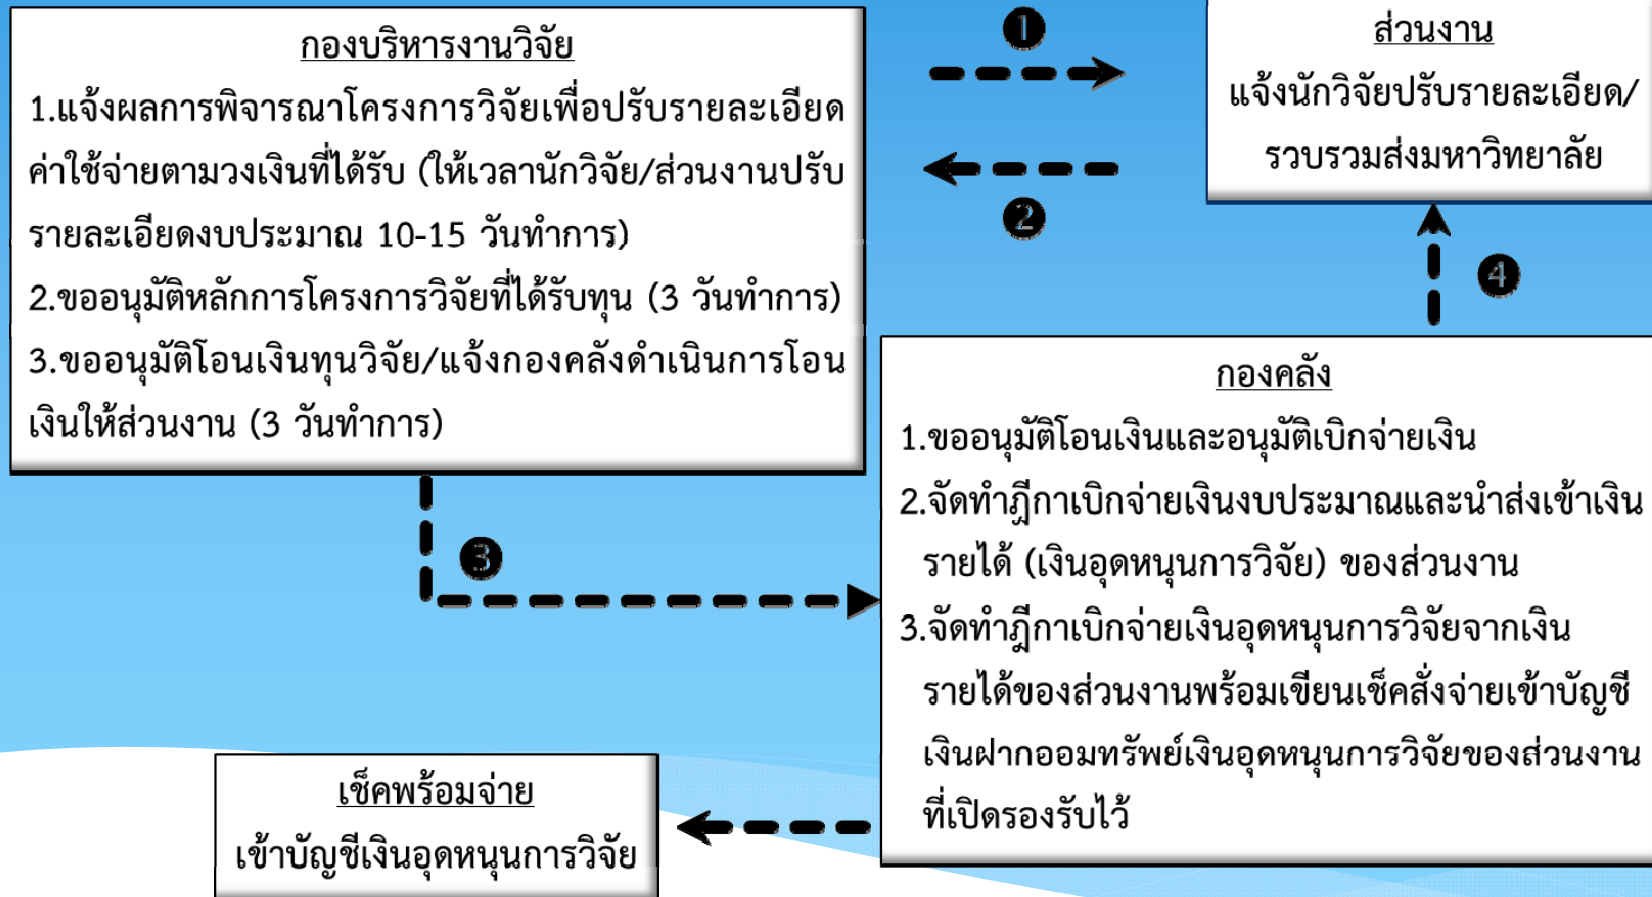 กองบริหารงานวิจัย
1.แจ้งผลการพิจารณาโครงการวิจัยเพื่อปรับรายละเอียด
ค่าใช้จ่ายตามวงเงินที่ได้รับ (ให้เวลานักวิจัย/ส่วนงานปรับ
รายละเอียดงบประมาณ 10-15 วันทำการ)
2.ขออนุมัติหลักการโครงการวิจัยที่ได้รับทุน (3 วันทำการ)
3.ขออนุมัติโอนเงินทุนวิจัย/แจ้งกองคลังดำเนินการโอน
เงินให้ส่วนงาน (3 วันทำการ)
❶
❷
ส่วนงาน
แจ้งนักวิจัยปรับรายละเอียด/
รวบรวมส่งมหาวิทยาลัย
❹
❸
กองคลัง
1.ขออนุมัติโอนเงินและอนุมัติเบิกจ่ายเงิน
2.จัดทำฎีกาเบิกจ่ายเงินงบประมาณและนำส่งเข้าเงิน
รายได้ (เงินอุดหนุนการวิจัย) ของส่วนงาน
3.จัดทำฎีกาเบิกจ่ายเงินอุดหนุนการวิจัยจากเงิน
รายได้ของส่วนงานพร้อมเขียนเช็คสั่งจ่ายเข้าบัญชี
เงินฝากออมทรัพย์เงินอุดหนุนการวิจัยของส่วนงาน
ที่เปิดรองรับไว้
เช็คพร้อมจ่าย
เข้าบัญชีเงินอุดหนุนการวิจัย